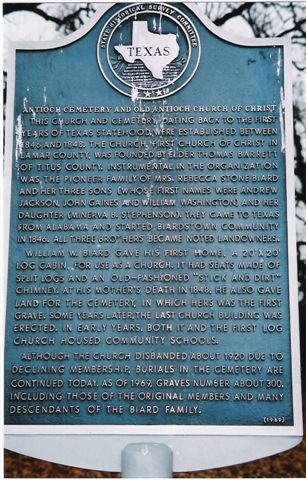 STATE HISTORICAL SURVEY COMMITTEE
TEXAS
ANTIOCH CEMETERY AND OLD ANTIOCH CHURCH OF CHRIST
THIS CHURCH AND CEMETERY, DATING BACK TO THE FIRST
YEARS OF TEXAS STATEHOOD, WERE ESTABLISHED BETWEEN
1846 AND 1848. THE CHURCH, FIRST CHURCH OF CHRIST IN
LAMAR COUNTY, WAS FOUNDED BY ELDER THOMAS BARRETT
OF TITUS COUNTY. INSTRUMENTAL IN THE ORGANIZATION
WAS THE PIONEER FAMILY OF MRS. REBECCA STONE BIARD
AND HER THREE SONS (WHOSE FIRST NAMES WERE ANDREW
JACKSON, JOHN GAINES AND WILLIAM WASHINGTON) AND HER
DAUGHTER (MINERVA B. STEPHENSON). THEY CAME TO TEXAS
FROM ALABAMA AND STARTED BIARDSTOWN COMMUNITY
IN 1846. ALL THREE BROTHERS BECAME NOTED LANDOWNERS.
WILLIAM W. BIARD GAVE HIS FIRST HOME, A 20' X 20'
LOG CABIN, FOR USE AS A CHURCH. IT HAD SEATS MADE OF
SPLIT LOGS AND AN OLD-FASHIONED "STICK AND DIRT"
CHIMNEY. AT HIS MOTHER'S DEATH IN 1848, HE ALSO GAVE
LAND FOR THE CEMETERY, IN WHICH HERS WAS THE FIRST
GRAVE. SOME YEARS LATER, THE LAST CHURCH BUILDING WAS
ERECTED. IN EARLY YEARS, BOTH IT AND THE FIRST LOG
CHURCH HOUSED COMMUNITY SCHOOLS.
ALTHOUGH THE CHURCH DISBANDED ABOUT 1920 DUE TO
DECLINING MEMBERSHIP, BURIALS IN THE CEMETERY ARE
CONTINUED TODAY. AS OF 1969, GRAVES NUMBER ABOUT 300,
INCLUDING THOSE OF THE ORIGINAL MEMBERS AND MANY
DESCENDANTS OF THE BIARD FAMILY.
(1969)